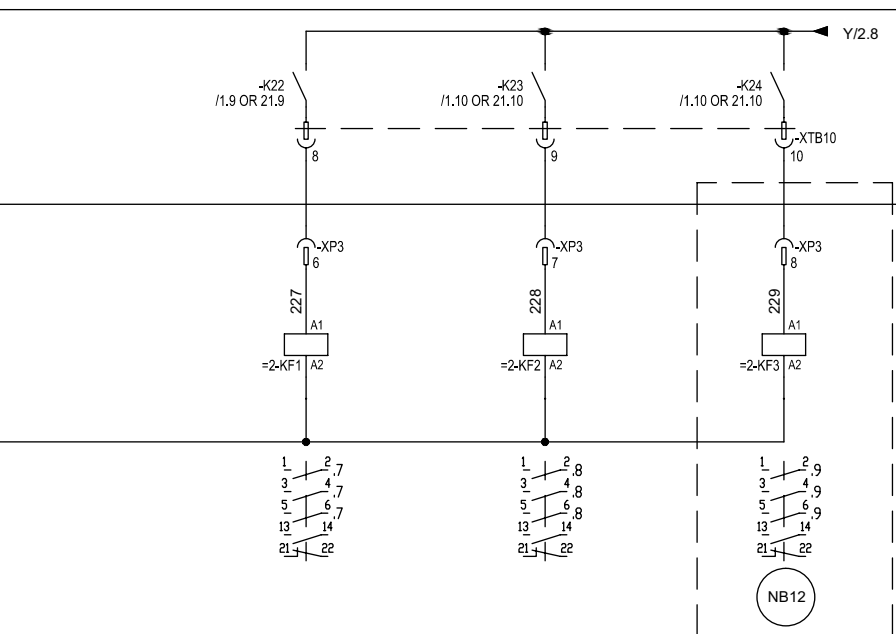 Y/2.8
-K22
/1.9 OR 21.9
-K23
/1.10 OR 21.10
-K24
/1.10 OR 21.10
-XTB10
8
9
10
-XP3
6
-XP3
7
-XP3
8
227
228
229
A1
=2-KF1 A2
A1
=2-KF2 A2
A1
=2-KF3 A2
1 2 .7
3 4 .7
5 6 .7
13 14
21 22
1 2 .8
3 4 .8
5 6 .8
13 14
21 22
1 2 .9
3 4 .9
5 6 .9
13 14
21 22
NB12